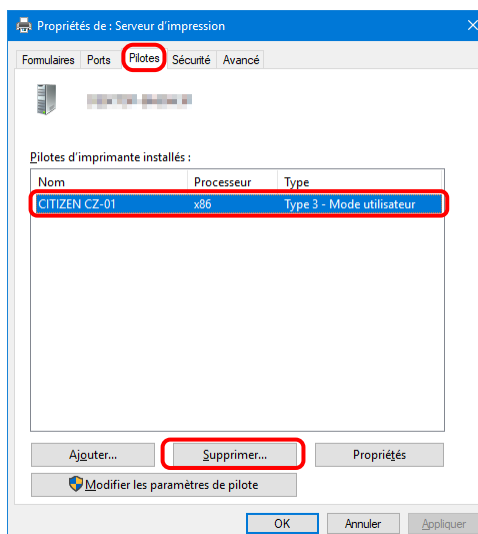 Propriétés de : Serveur d'impression
Formulaires Ports Pilotes Sécurité Avancé
Pilotes d'imprimante installés :
Nom Processeur Type
CITIZEN CZ-01 x86 Type 3 - Mode utilisateur
Ajouter... Supprimer... Propriétés
Modifier les paramètres de pilote
OK Annuler Appliquer